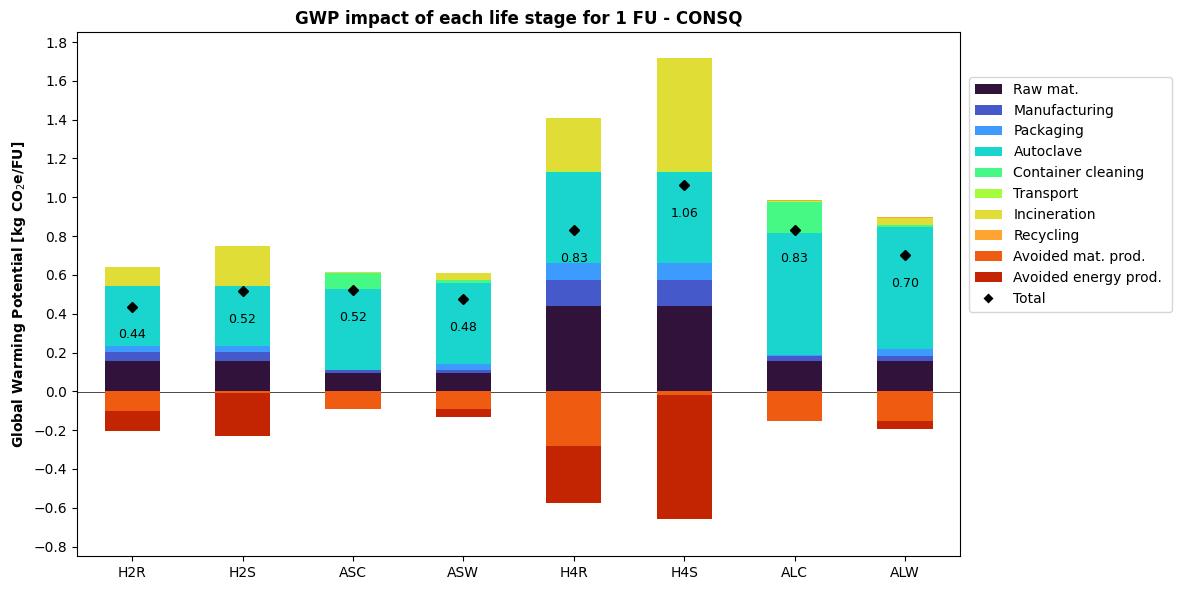 GWP impact of each life stage for 1 FU - CONSQ
Global Warming Potential [kg CO₂e/FU]
1.8
1.6
1.4
1.2
1.0
0.8
0.6
0.4
0.2
0.0
−0.2
−0.4
−0.6
−0.8
0.44
0.52
0.52
0.48
0.83
1.06
0.83
0.70
H2R
H2S
ASC
ASW
H4R
H4S
ALC
ALW
Raw mat.
Manufacturing
Packaging
Autoclave
Container cleaning
Transport
Incineration
Recycling
Avoided mat. prod.
Avoided energy prod.
Total